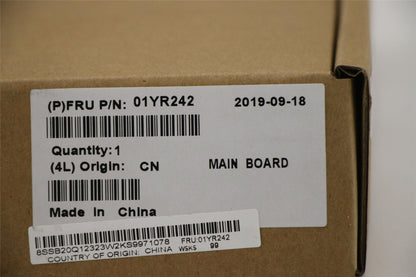 (P)FRU P/N: 01YR242 2019-09-18
Quantity:1
(4L) Origin: CN MAIN BOARD
Made in China
8SSB20Q12323W2KS9971078 FRU:01YR242
COUNTRY OF ORIGIN: CHINA WSKS 99